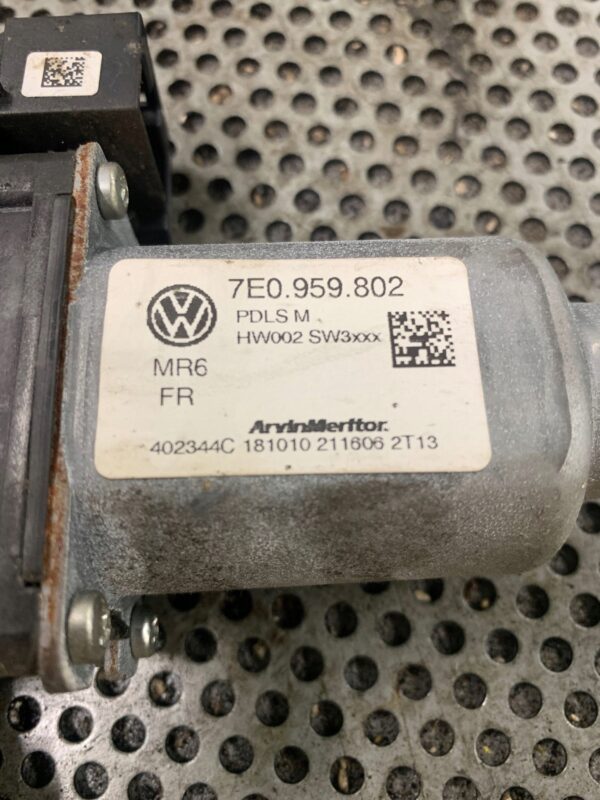 7E0.959.802
PDLS M
HW002 SW3xxx
MR6
FR
ArvinMeritor.
402344C 181010 211606 2T13